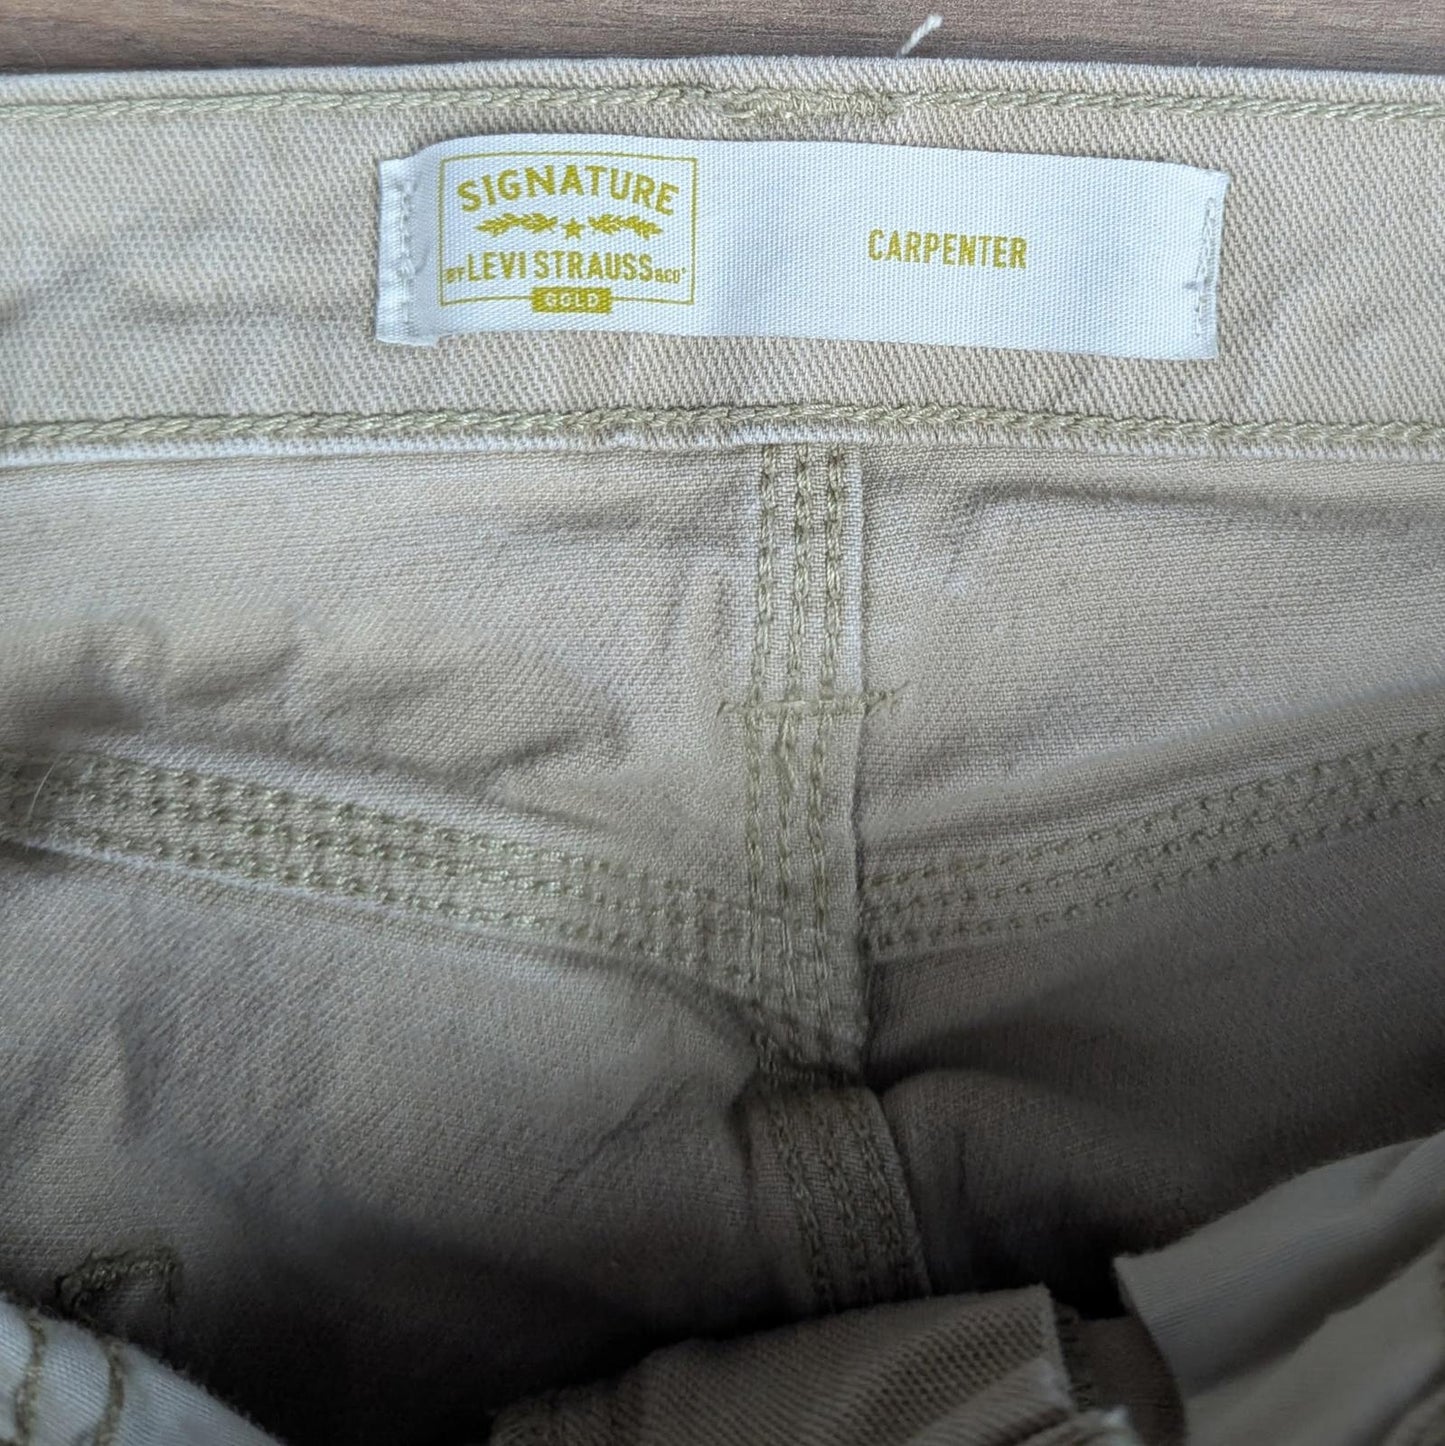 SIGNATURE
BY LEVI STRAUSS & CO®
GOLD
CARPENTER